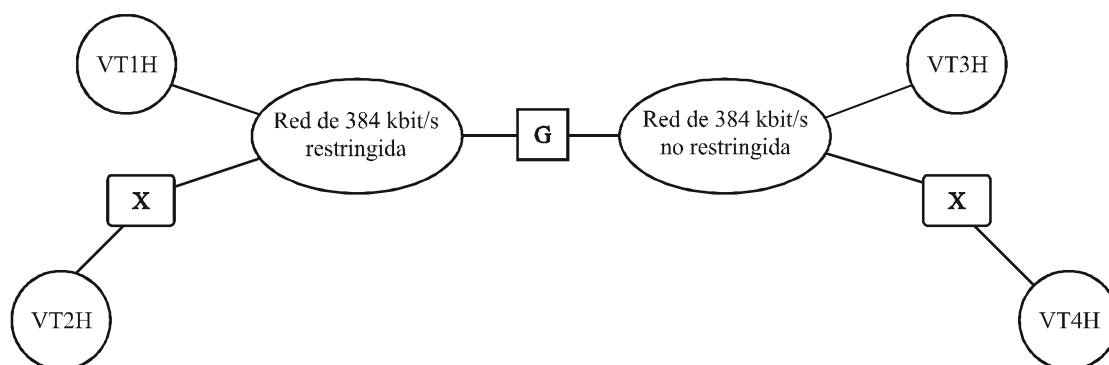 VT1H
VT3H
Red de 384 kbit/s
restringida
G
Red de 384 kbit/s
no restringida
X
X
VT2H
VT4H